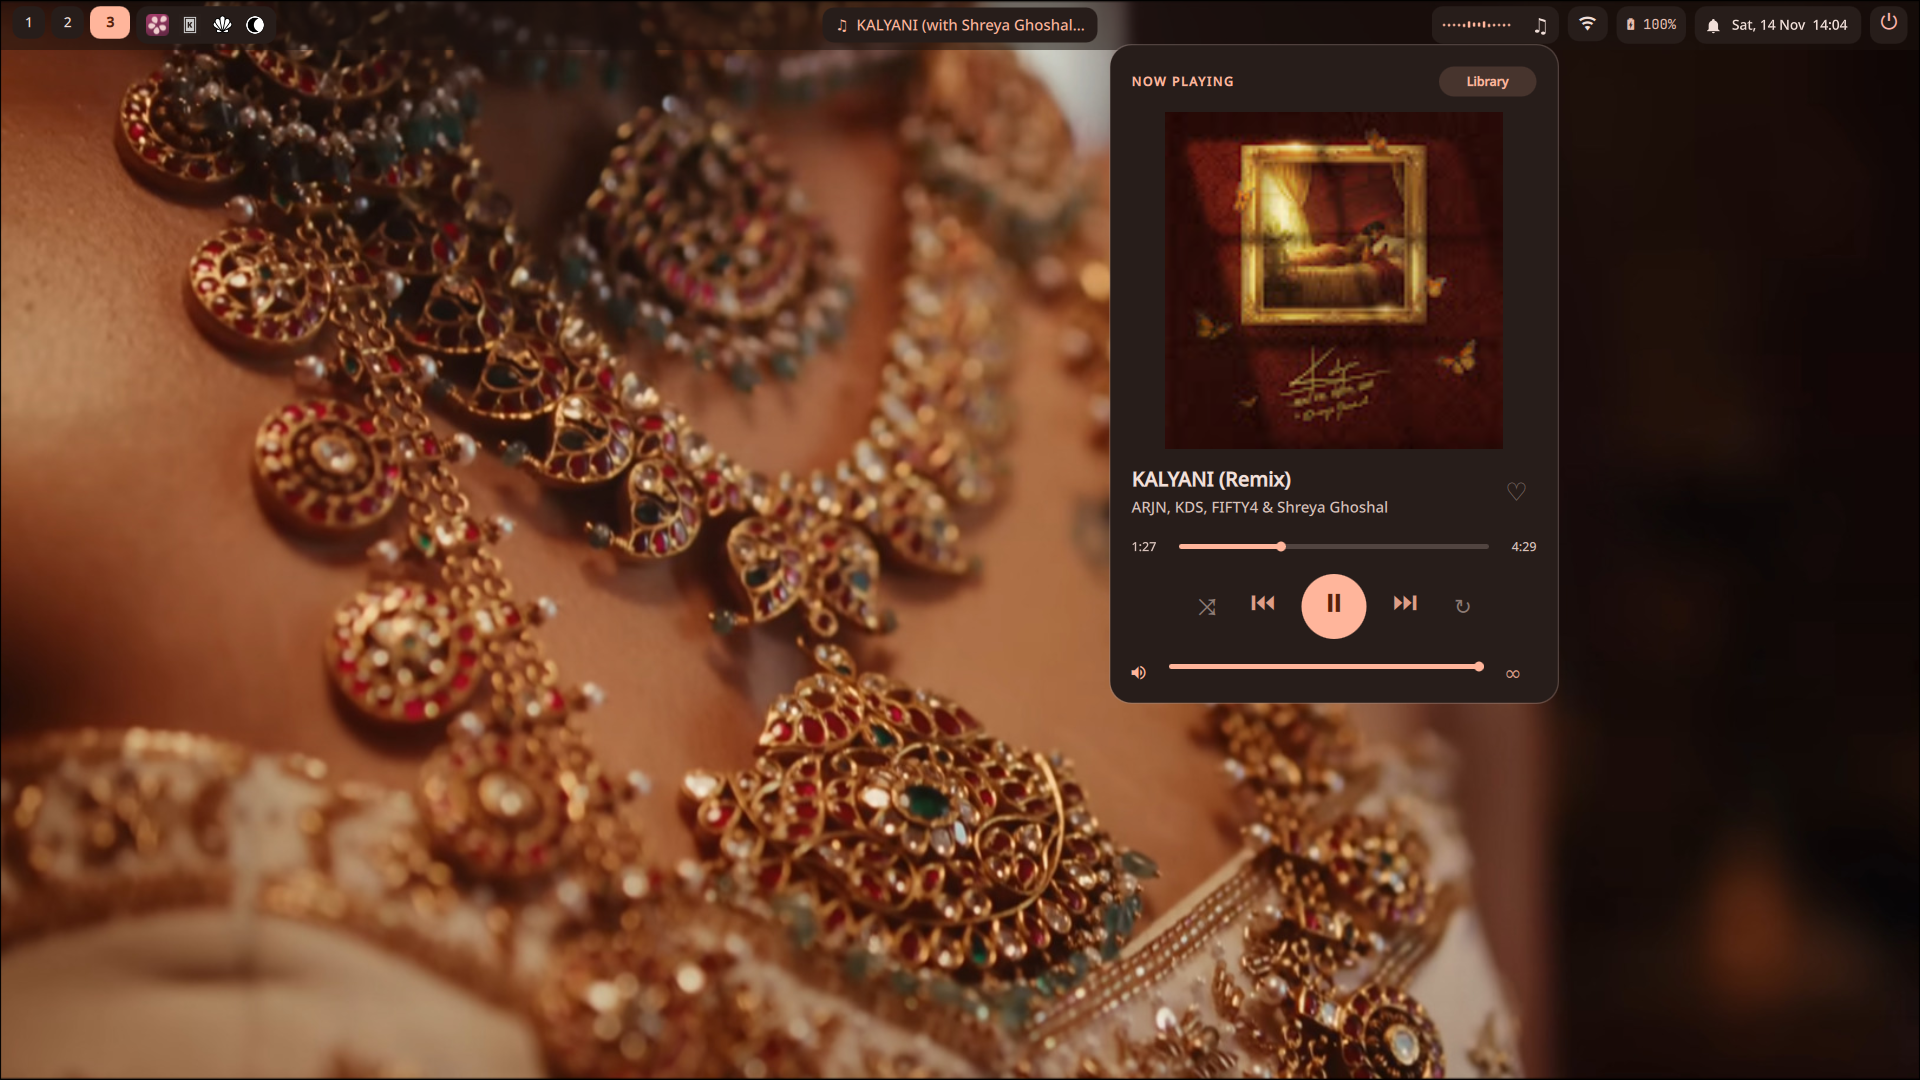 1 2 3
♫ KALYANI (with Shreya Ghoshal...
100%
Sat, 14 Nov 14:04
NOW PLAYING
Library
KALYANI (Remix)
ARJN, KDS, FIFTY4 & Shreya Ghoshal
1:27
4:29